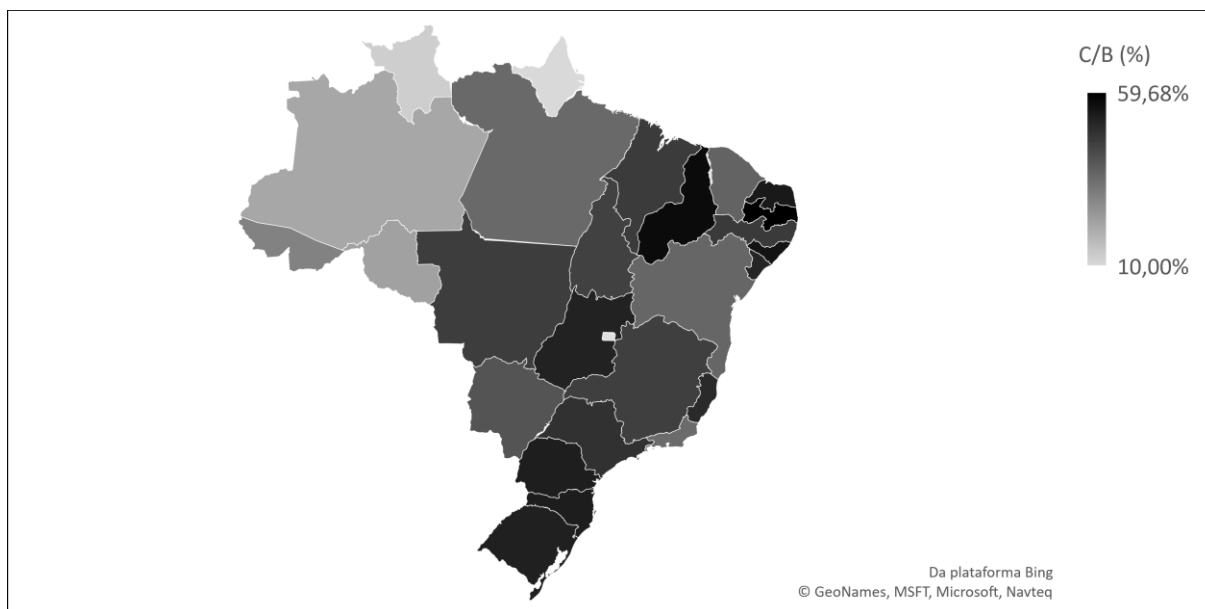 C/B (%)
59,68%
10,00%
Da plataforma Bing
© GeoNames, MSFT, Microsoft, Navteq